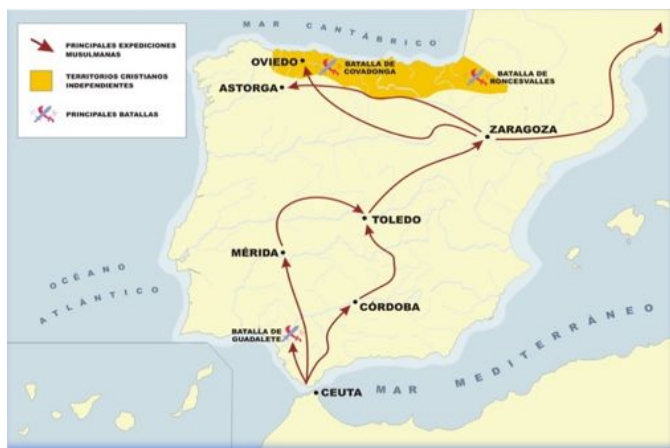 PRINCIPALES EXPEDICIONES
MUSULMANAS
TERRITORIOS CRISTIANOS
INDEPENDIENTES
PRINCIPALES BATALLAS
MAR CANTÁBRICO
OVIEDO
BATALLA DE
COVADONGA
BATALLA DE
RONCESVALLES
ASTORGA
ZARAGOZA
TOLEDO
MÉRIDA
OCÉANO
ATLÁNTICO
CÓRDOBA
BATALLA DE
GUADALETE
CEUTA
MAR MEDITERRÁNEO